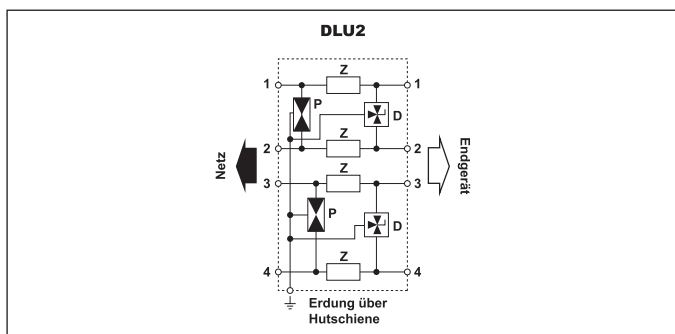 DLU2
Z
1 1
P
D
2 2
Z
Netz
Endgerät
3 Z 3
P
D
Z
4 4
Erdung über
Hutschiene